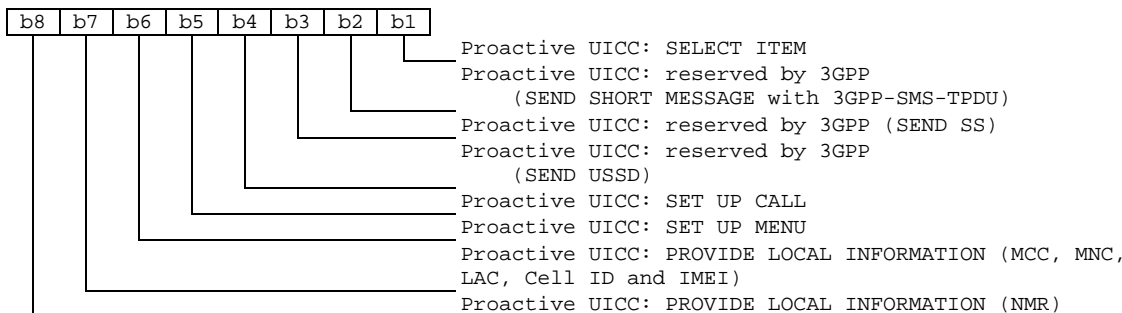 b8 b7 b6 b5 b4 b3 b2 b1
Proactive UICC: SELECT ITEM
Proactive UICC: reserved by 3GPP
(SEND SHORT MESSAGE with 3GPP-SMS-TPDU)
Proactive UICC: reserved by 3GPP (SEND SS)
Proactive UICC: reserved by 3GPP
(SEND USSD)
Proactive UICC: SET UP CALL
Proactive UICC: SET UP MENU
Proactive UICC: PROVIDE LOCAL INFORMATION (MCC, MNC,
LAC, Cell ID and IMEI)
Proactive UICC: PROVIDE LOCAL INFORMATION (NMR)